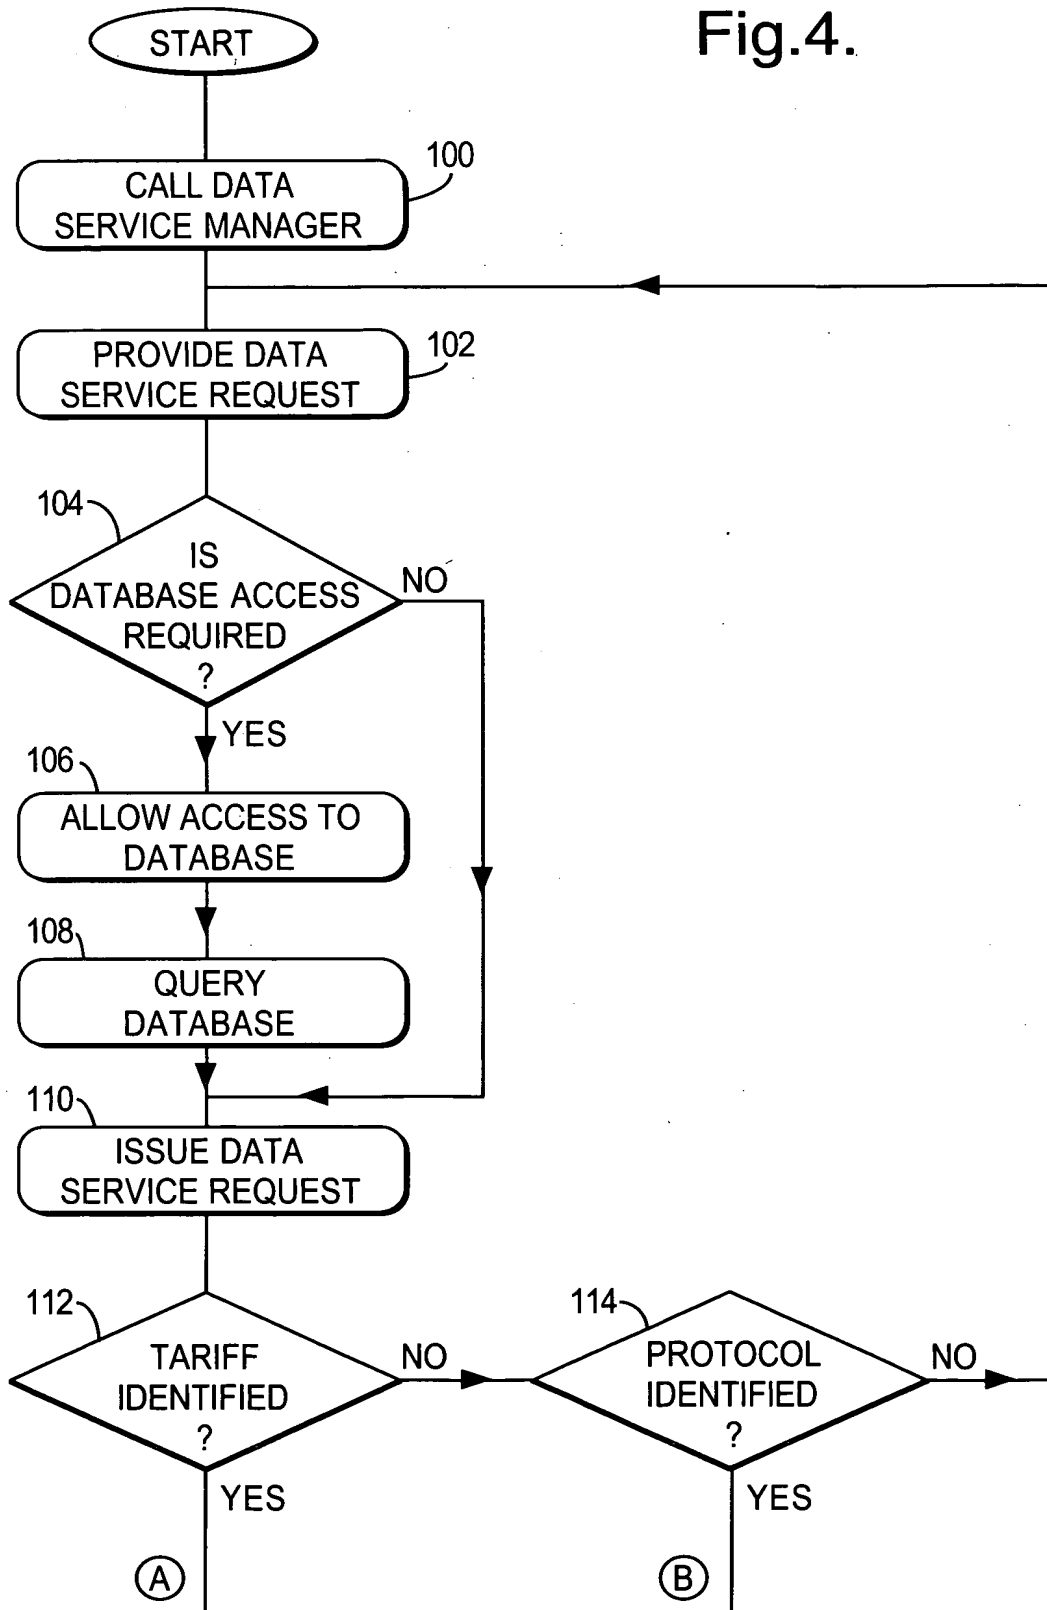 Fig.4.
START
100
CALL DATA
SERVICE MANAGER
102
PROVIDE DATA
SERVICE REQUEST
104
IS
DATABASE ACCESS
REQUIRED
?
NO
YES
106
ALLOW ACCESS TO
DATABASE
108
QUERY
DATABASE
110
ISSUE DATA
SERVICE REQUEST
112
TARIFF
IDENTIFIED
?
NO
YES
114
PROTOCOL
IDENTIFIED
?
NO
YES
A
B